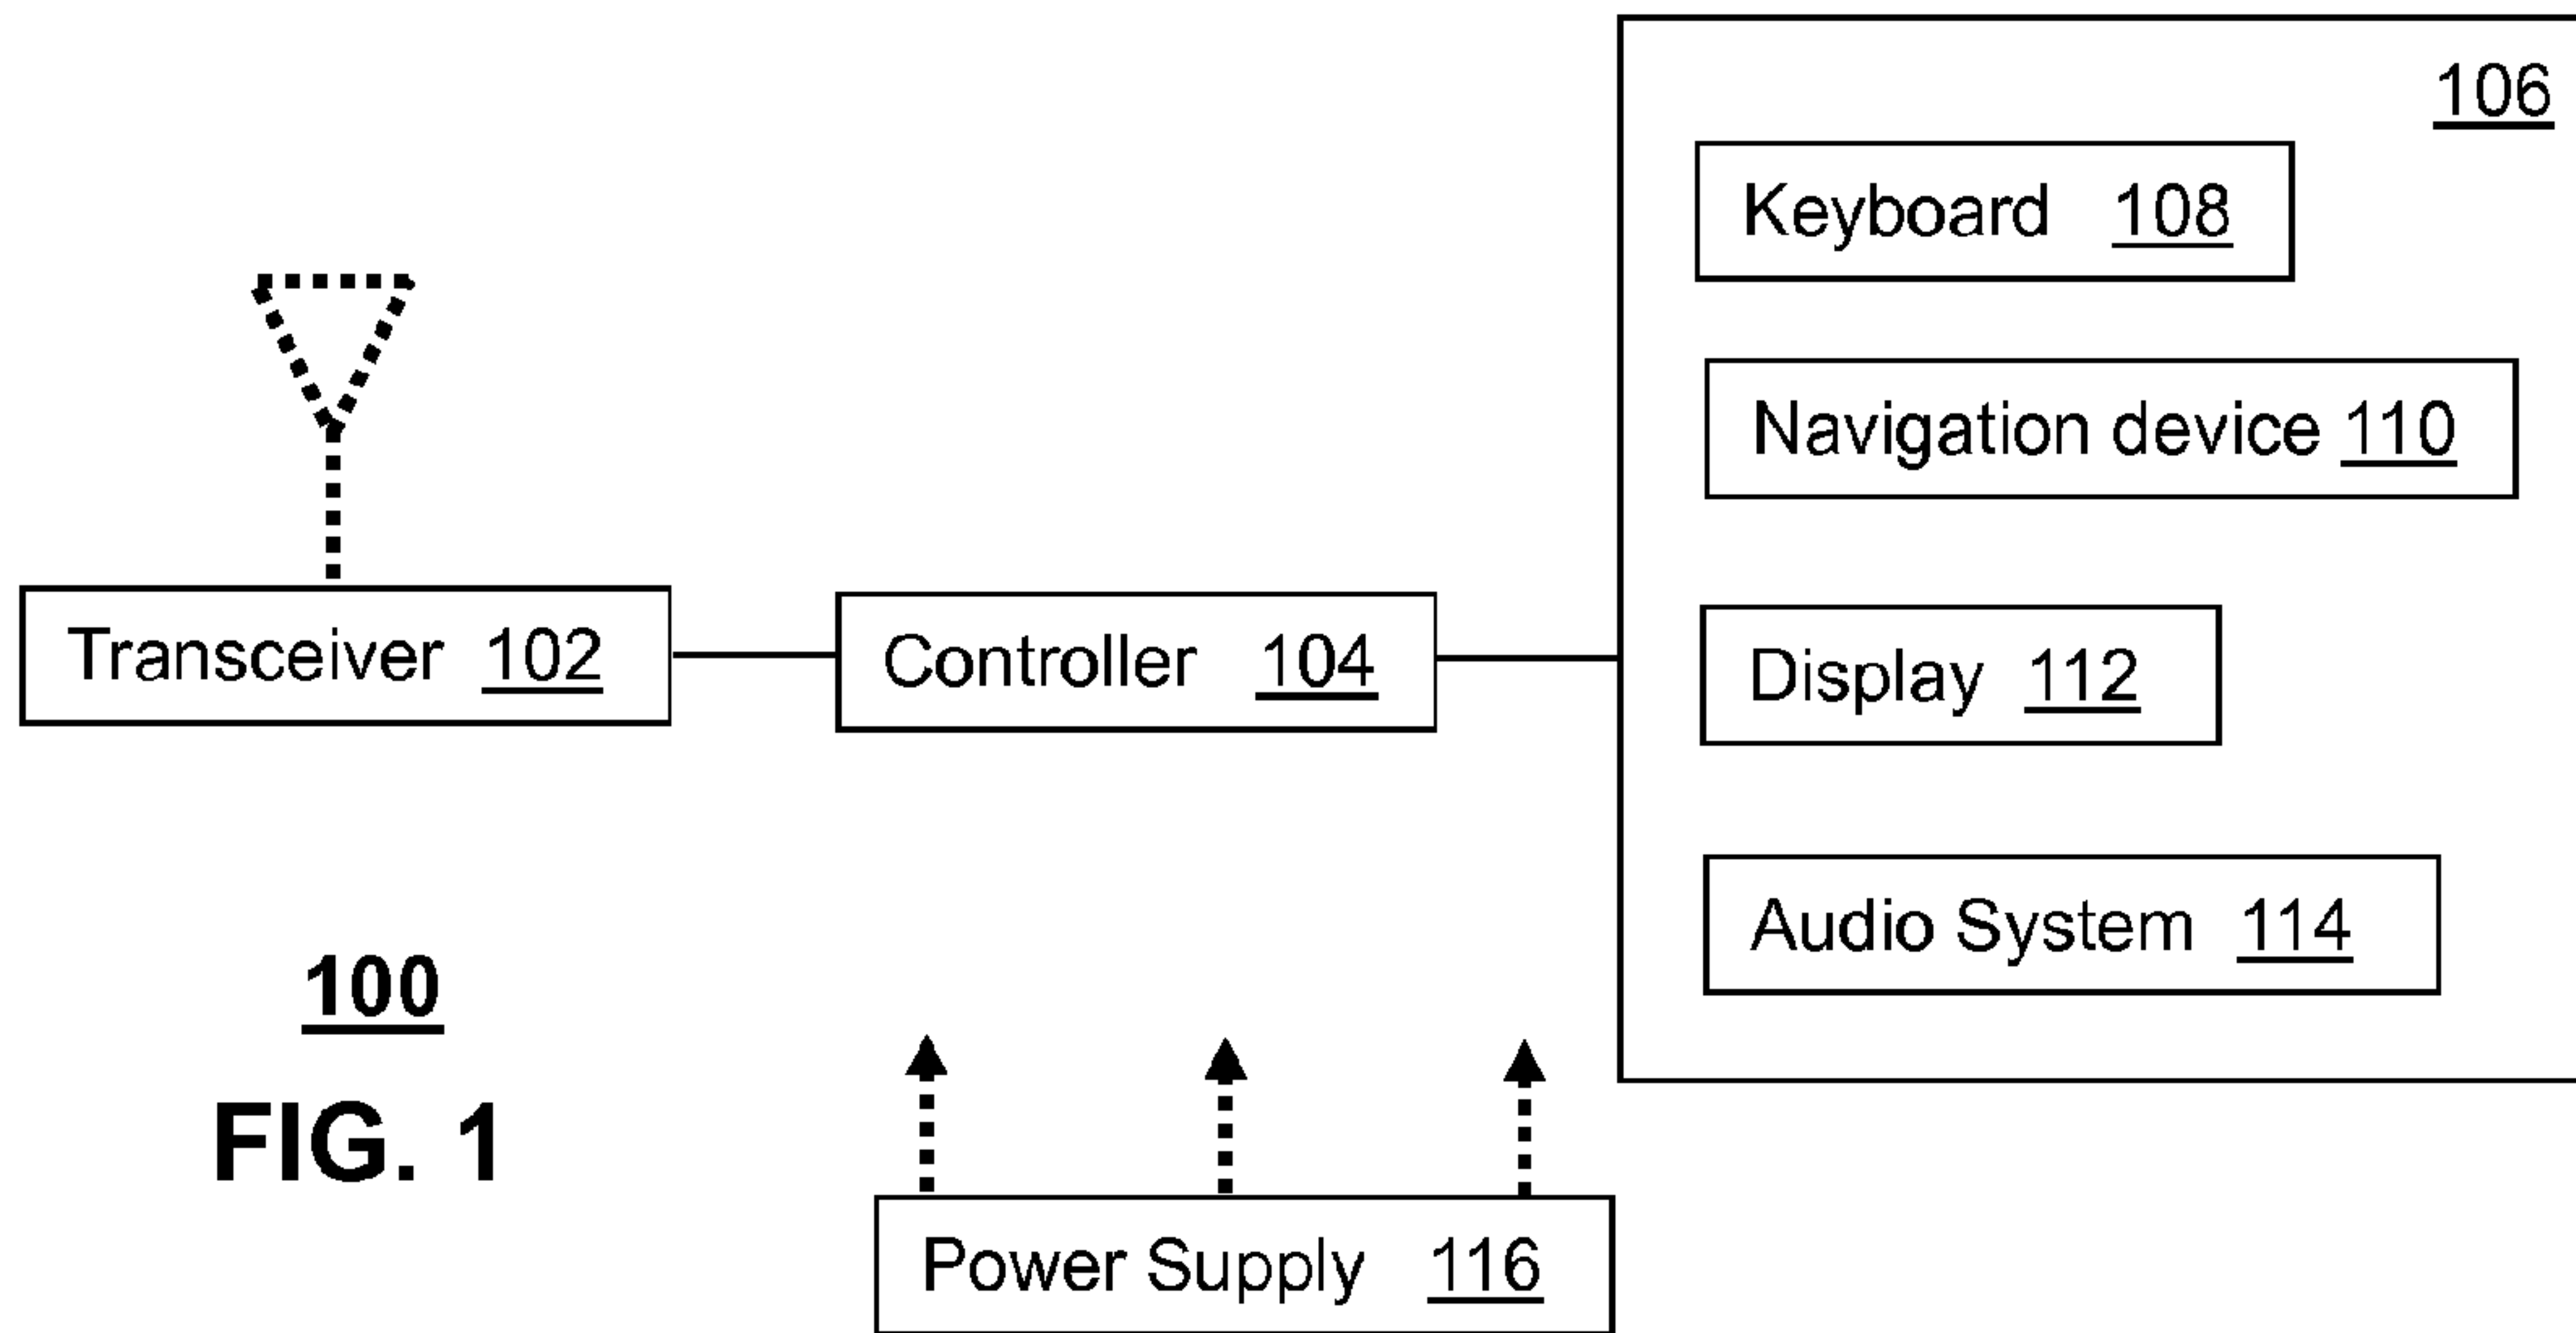 106
Keyboard 108
Navigation device 110
Transceiver 102
Controller 104
Display 112
Audio System 114
100
FIG. 1
Power Supply 116